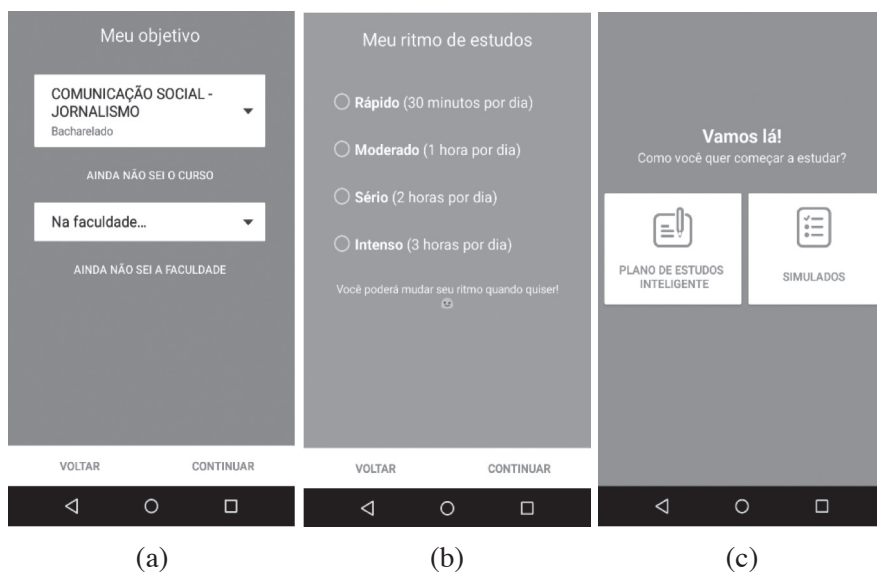 Meu objetivo
COMUNICAÇÃO SOCIAL -
JORNALISMO
Bacharelado
AINDA NÃO SEI O CURSO
Na faculdade...
AINDA NÃO SEI A FACULDADE
VOLTAR CONTINUAR
(a)
Meu ritmo de estudos
Rápido (30 minutos por dia)
Moderado (1 hora por dia)
Sério (2 horas por dia)
Intenso (3 horas por dia)
Você poderá mudar seu ritmo quando quiser!
VOLTAR CONTINUAR
(b)
Vamos lá!
Como você quer começar a estudar?
PLANO DE ESTUDOS
INTELIGENTE
SIMULADOS
(c)